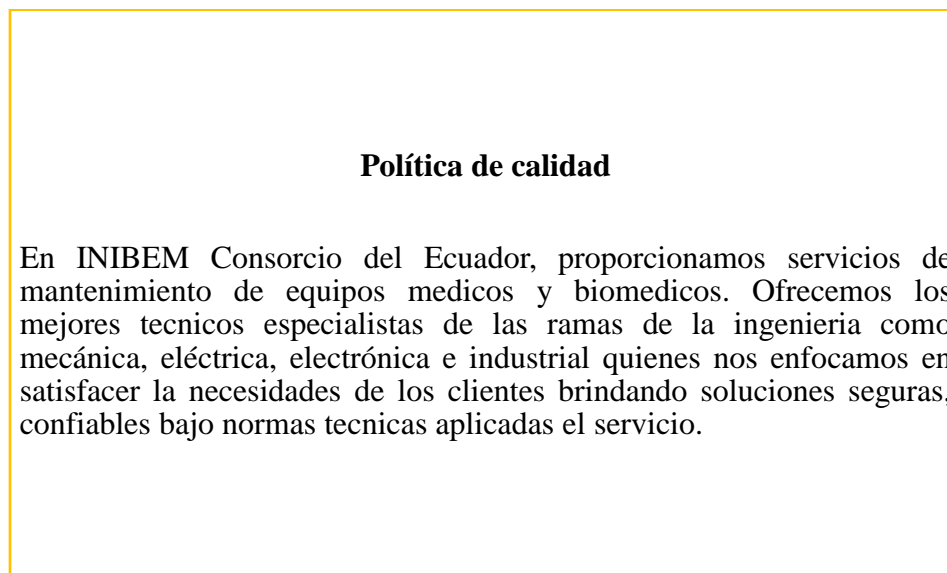 Política de calidad
En INIBEM Consorcio del Ecuador, proporcionamos servicios de
mantenimiento de equipos medicos y biomedicos. Ofrecemos los
mejores tecnicos especialistas de las ramas de la ingenieria como
mecánica, eléctrica, electrónica e industrial quienes nos enfocamos en
satisfacer la necesidades de los clientes brindando soluciones seguras,
confiables bajo normas tecnicas aplicadas el servicio.